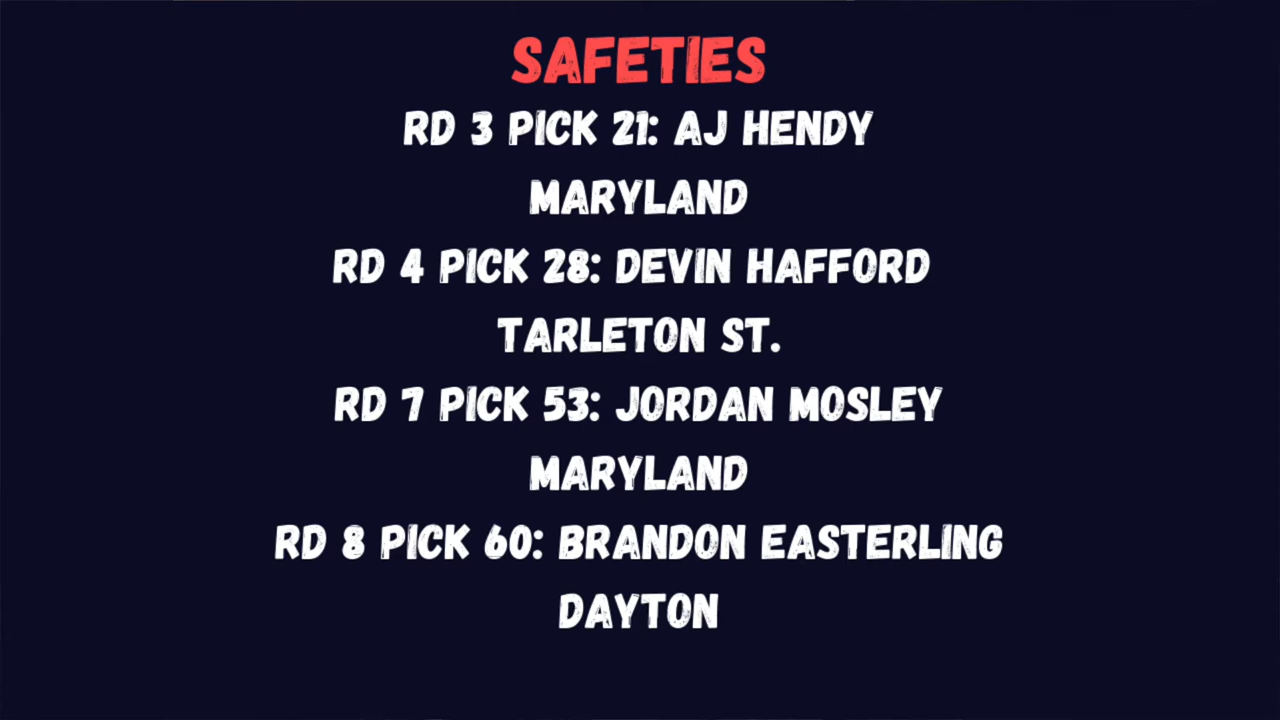 SAFETIES
RD 3 PICK 21: AJ HENDY
MARYLAND
RD 4 PICK 28: DEVIN HAFFORD
TARLETON ST.
RD 7 PICK 53: JORDAN MOSLEY
MARYLAND
RD 8 PICK 60: BRANDON EASTERLING
DAYTON